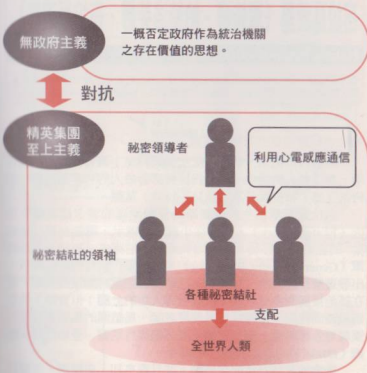 無政府主義
一概否定政府作為統治機關
之存在價值的思想。
對抗
精英集團
至上主義
祕密領導者
利用心電感應通信
祕密結社的領袖
各種祕密結社
支配
全世界人類